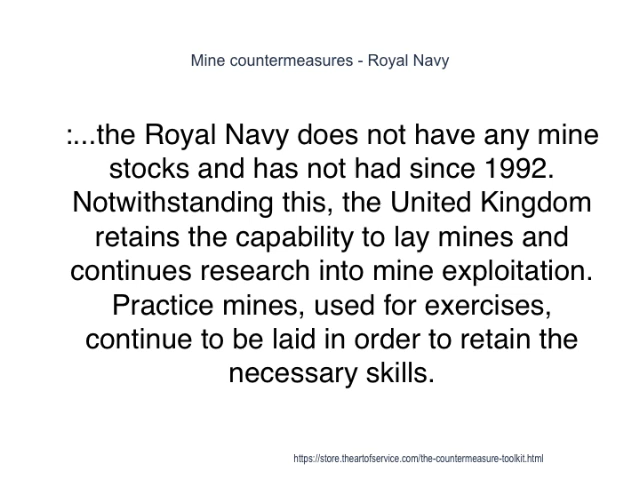 Mine countermeasures - Royal Navy
:...the Royal Navy does not have any mine
stocks and has not had since 1992.
Notwithstanding this, the United Kingdom
retains the capability to lay mines and
continues research into mine exploitation.
Practice mines, used for exercises,
continue to be laid in order to retain the
necessary skills.
https://store.theartofservice.com/the-countermeasure-toolkit.html